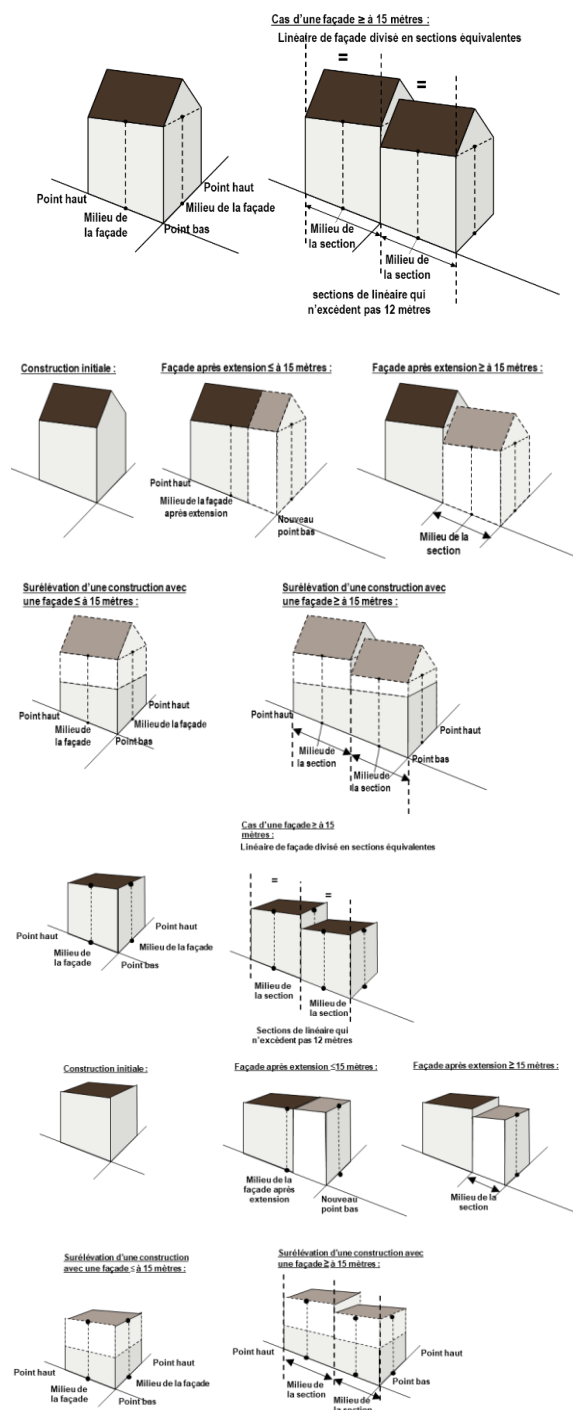 Cas d'une façade ≥ à 15 mètres :
Linéaire de façade divisé en sections équivalentes
=
=
Point haut
Milieu de
la façade
Point haut
Milieu de la façade
Point bas
Milieu de
la section
Milieu de
la section
sections de linéaire qui
n'excédent pas 12 mètres
Construction initiale :
Façade après extension ≤ à 15 mètres :
Façade après extension ≥ à 15 mètres :
Point haut
Milieu de la façade
après extension
Nouveau
point bas
Milieu de la
section
Surélévation d'une construction avec
une façade ≤ à 15 mètres :
Surélévation d'une construction avec
une façade ≥ à 15 mètres :
Point haut
Milieu de
la façade
Point haut
Milieu de la façade
Point bas
Point haut
Milieu de
la section
Milieu de
la section
Point haut
Point bas
Cas d'une façade ≥ à 15
mètres :
Linéaire de façade divisé en sections équivalentes
=
=
Point haut
Milieu de
la façade
Point haut
Milieu de la façade
Point bas
Milieu de
la section
Milieu de
la section
Sections de linéaire qui
n'excédent pas 12 mètres
Construction initiale :
Façade après extension ≤15 mètres :
Façade après extension ≥ 15 mètres :
Milieu de la
façade après
extension
Nouveau
point bas
Milieu de la
section
Surélévation d'une construction
avec une façade ≤ à 15 mètres :
Surélévation d'une construction avec
une façade ≥ à 15 mètres :
Point haut
Milieu de
la façade
Point haut
Milieu de la façade
Point bas
Point haut
Milieu de
la section
Milieu de
la section
Point haut
Point bas